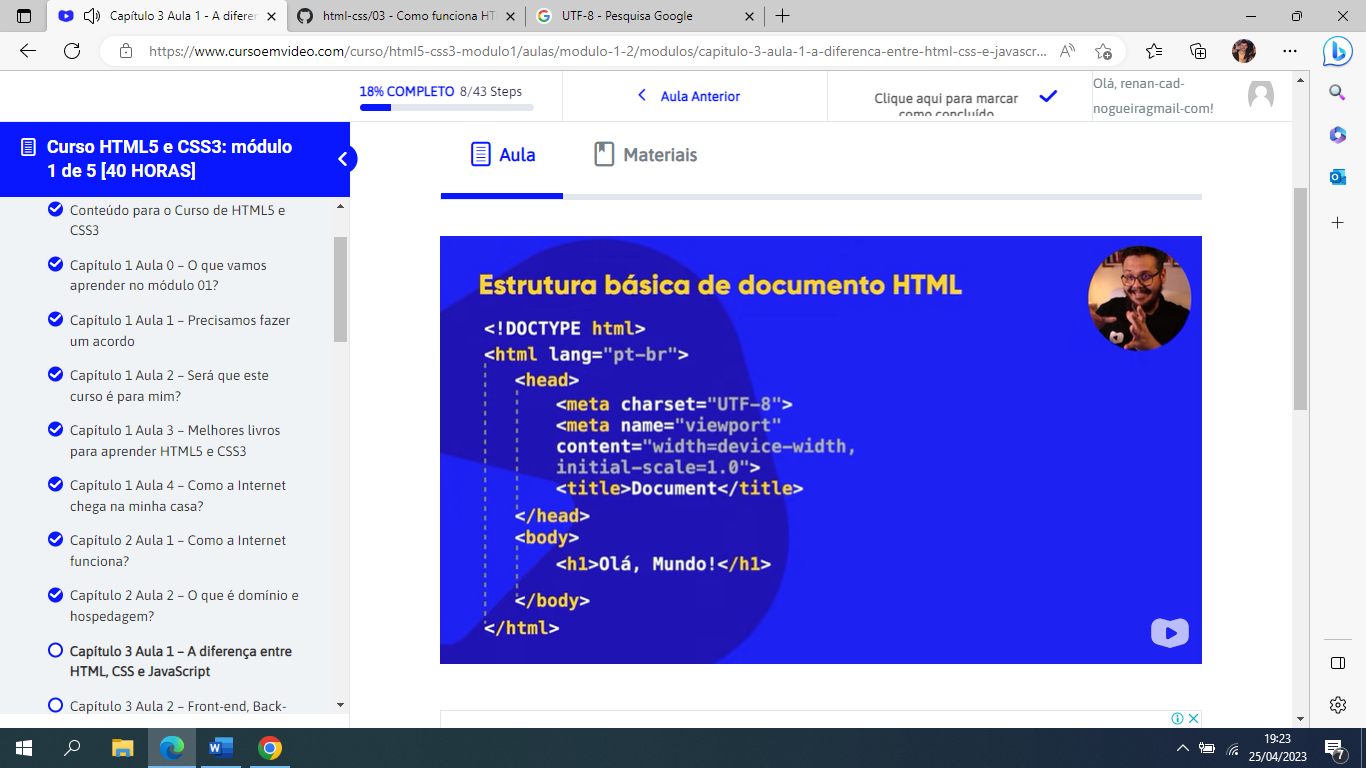 Capítulo 3 Aula 1 - A diferen
html-css/03 - Como funciona HT
UTF-8 - Pesquisa Google
https://www.cursoemvideo.com/curso/html5-css3-modulo1/aulas/modulo-1-2/modulos/capitulo-3-aula-1-a-diferenca-entre-html-css-e-javascr...
18% COMPLETO 8/43 Steps
Aula Anterior
Clique aqui para marcar
como concluído
Olá, renan-cad-
nogueiragmail-com!
Curso HTML5 e CSS3: módulo
1 de 5 [40 HORAS]
Conteúdo para o Curso de HTML5 e
CSS3
Capítulo 1 Aula 0 – O que vamos
aprender no módulo 01?
Capítulo 1 Aula 1 – Precisamos fazer
um acordo
Capítulo 1 Aula 2 – Será que este
curso é para mim?
Capítulo 1 Aula 3 – Melhores livros
para aprender HTML5 e CSS3
Capítulo 1 Aula 4 – Como a Internet
chega na minha casa?
Capítulo 2 Aula 1 – Como a Internet
funciona?
Capítulo 2 Aula 2 – O que é domínio e
hospedagem?
Capítulo 3 Aula 1 – A diferença entre
HTML, CSS e JavaScript
Capítulo 3 Aula 2 – Front-end, Back-
Aula
Materiais
Estrutura básica de documento HTML
<!DOCTYPE html>
<html lang="pt-br">
<head>
<meta charset="UTF-8">
<meta name="viewport"
content="width=device-width,
initial-scale=1.0">
<title>Document</title>
</head>
<body>
<h1>Olá, Mundo!</h1>
</body>
</html>
19:23
25/04/2023
7